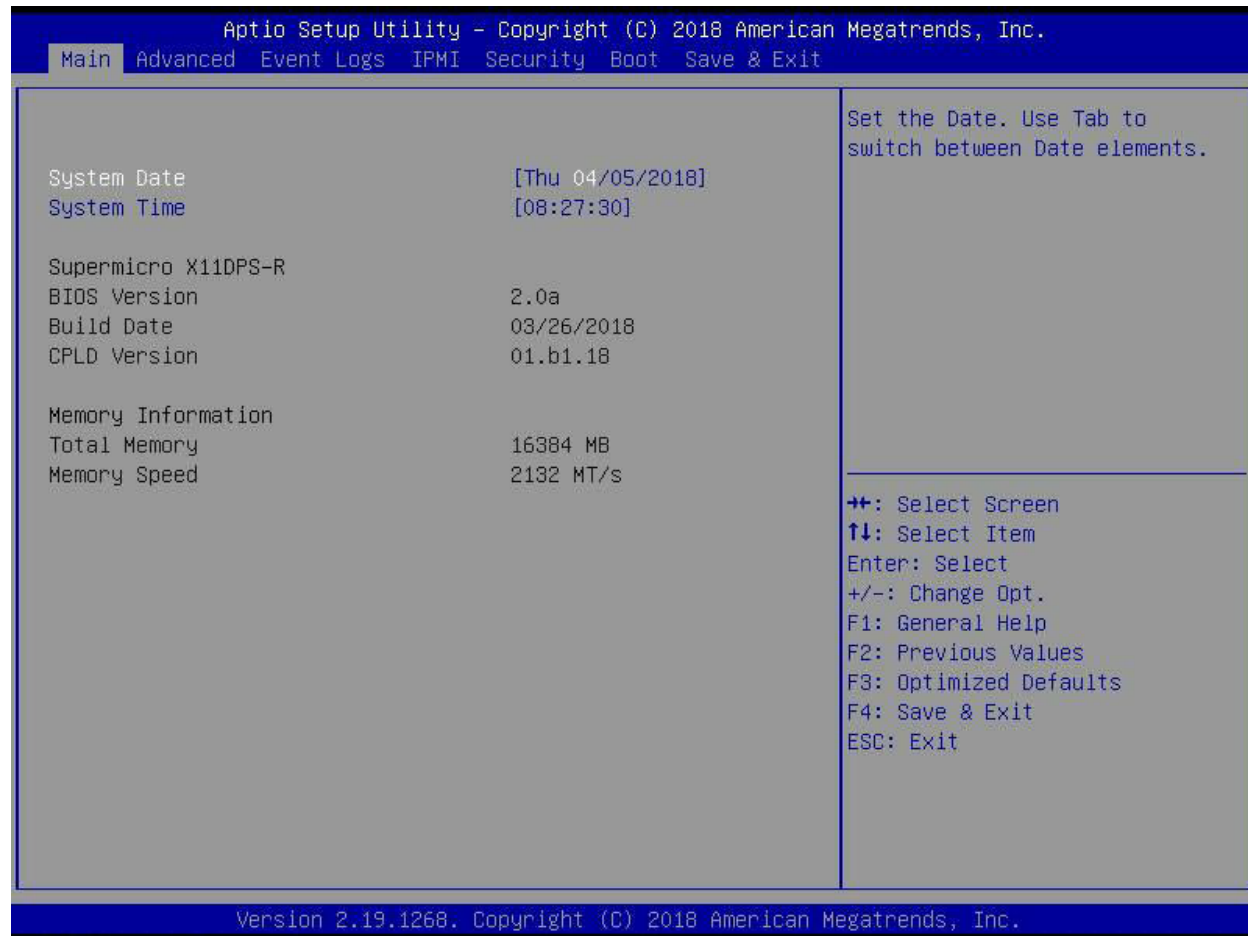 Aptio Setup Utility – Copyright (C) 2018 American Megatrends, Inc.
Main Advanced Event Logs IPMI Security Boot Save & Exit
Set the Date. Use Tab to
switch between Date elements.
System Date [Thu 04/05/2018]
System Time [08:27:30]
Supermicro X11DPS-R
BIOS Version 2.0a
Build Date 03/26/2018
CPLD Version 01.b1.18
Memory Information
Total Memory 16384 MB
Memory Speed 2132 MT/s
→←: Select Screen
↑↓: Select Item
Enter: Select
+/-: Change Opt.
F1: General Help
F2: Previous Values
F3: Optimized Defaults
F4: Save & Exit
ESC: Exit
Version 2.19.1268. Copyright (C) 2018 American Megatrends, Inc.